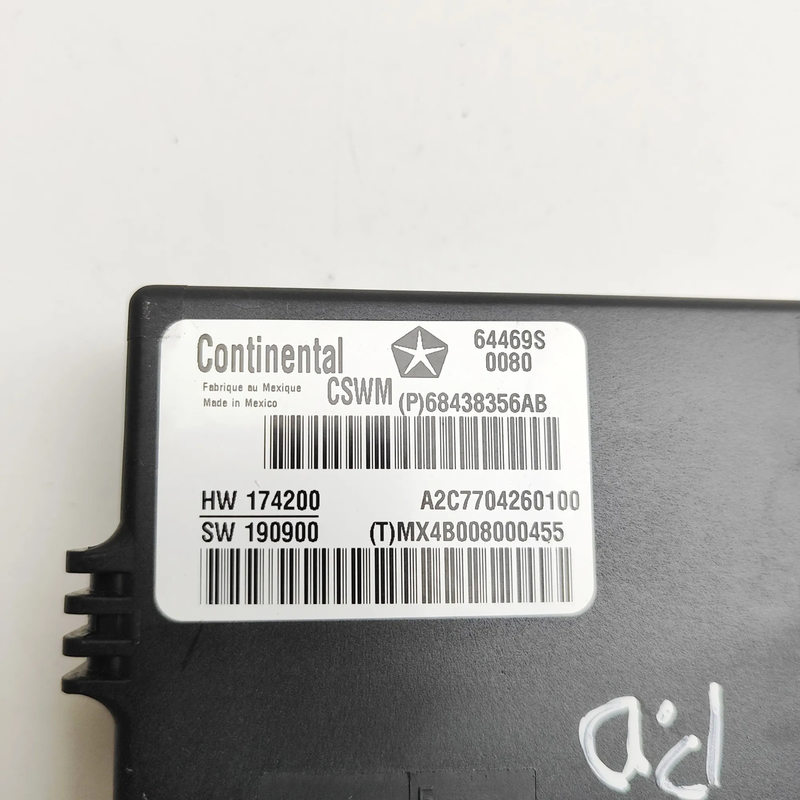 Continental
64469S
0080
Fabrique au Mexique
Made in Mexico
CSWM (P)68438356AB
HW 174200 A2C7704260100
SW 190900 (T)MX4B008000455